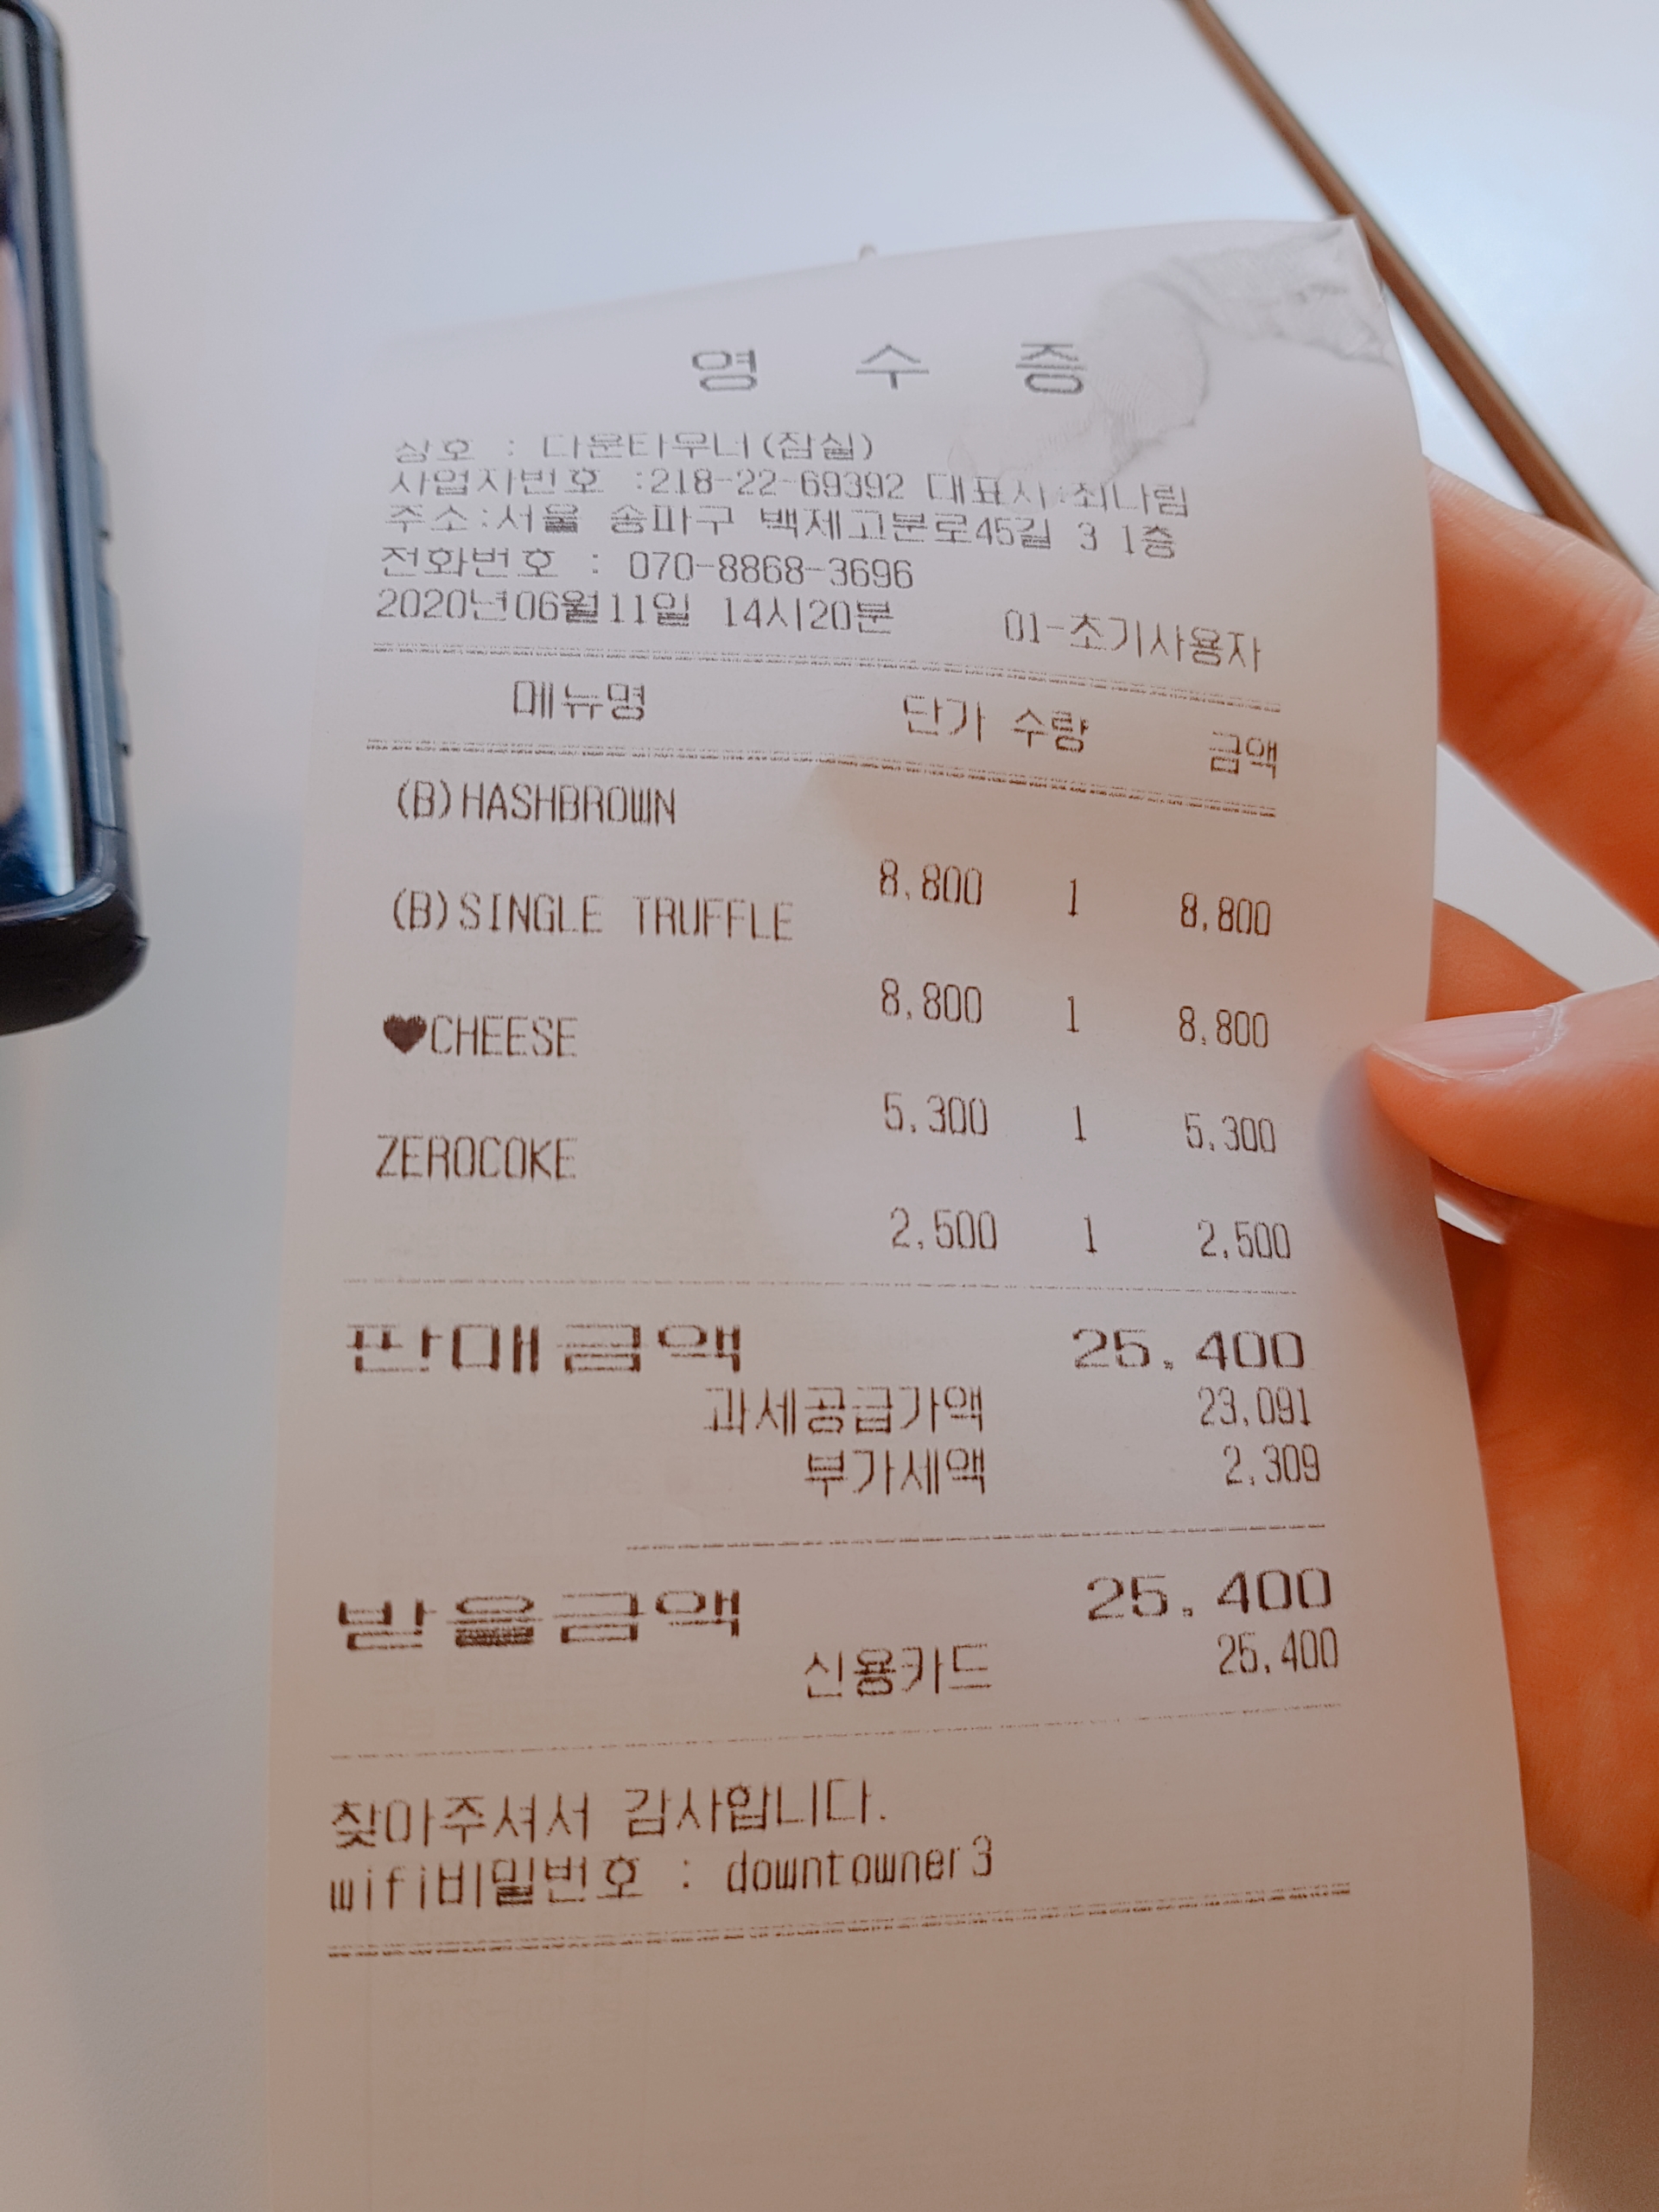 영 수 증
상호 : 다운타우너(잠실)
사업자번호 :218-22-69392 대표자:최나림
주소:서울 송파구 백제고분로45길 3 1층
전화번호 : 070-8868-3696
2020년06월11일 14시20분 01-초기사용자
메뉴명 단가 수량 금액
(B)HASHBROWN
8,800 1 8,800
(B)SINGLE TRUFFLE
8,800 1 8,800
♥CHEESE
5,300 1 5,300
ZEROCOKE
2,500 1 2,500
판매금액 25,400
과세공급가액 23,091
부가세액 2,309
받을금액 25,400
신용카드 25,400
찾아주셔서 감사합니다.
wifi비밀번호 : downtowner3